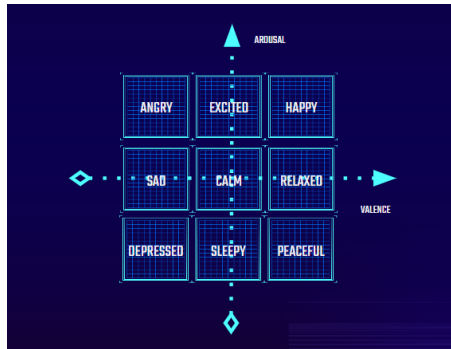 AROUSAL
ANGRY EXCITED HAPPY
SAD CALM RELAXED
VALENCE
DEPRESSED SLEEPY PEACEFUL